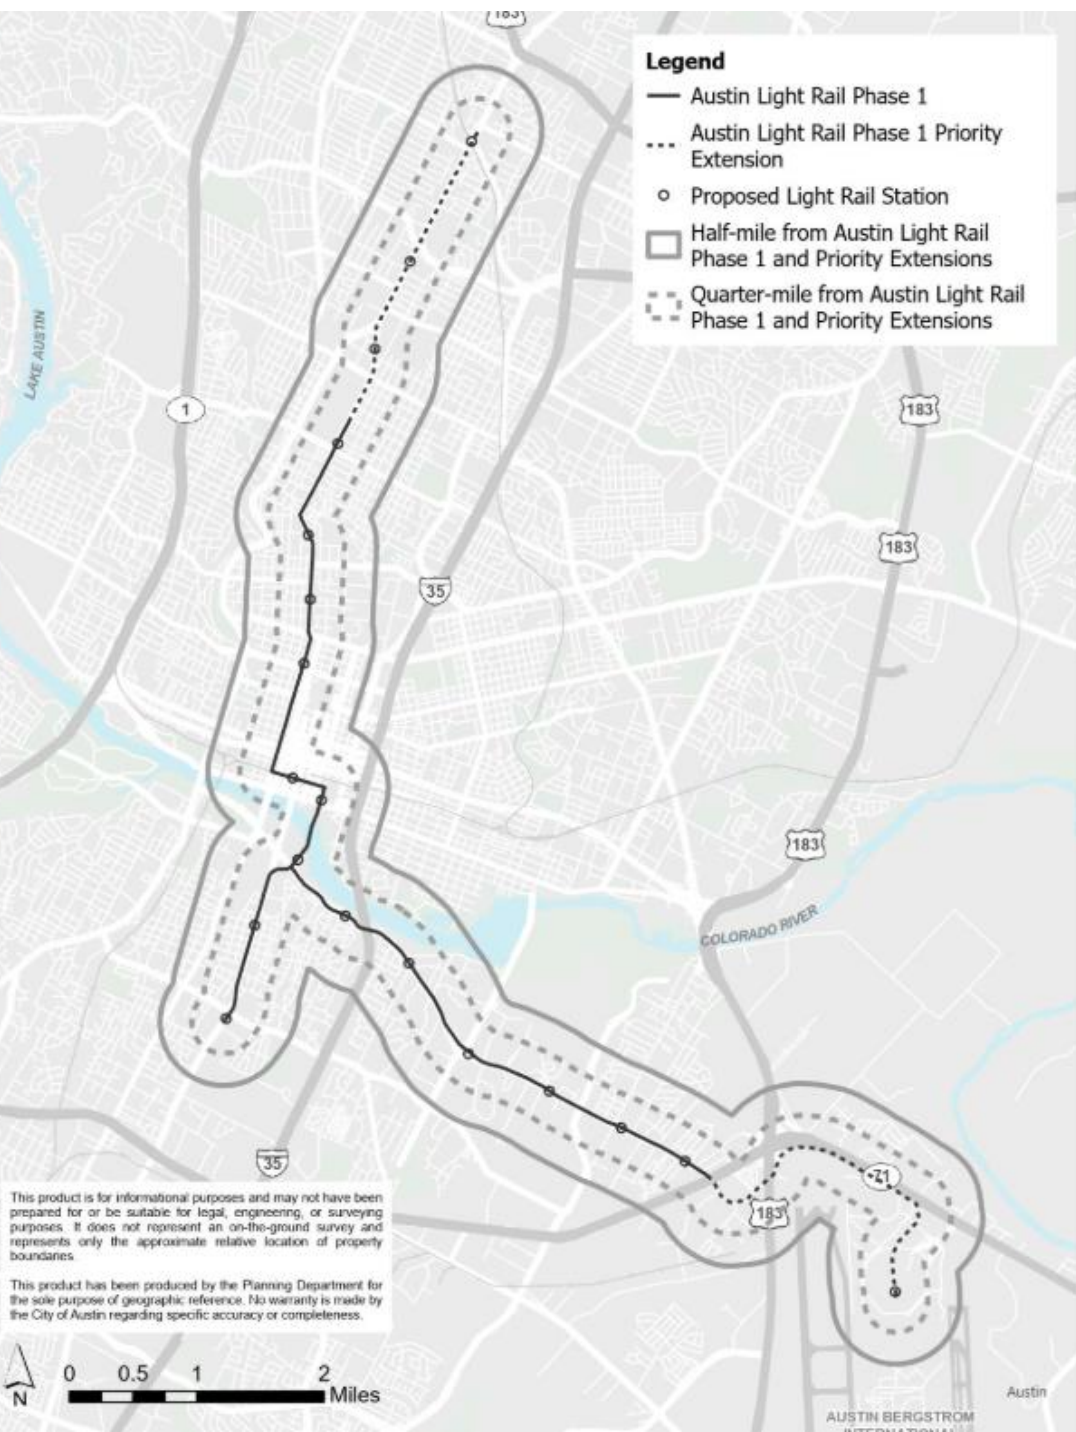 183
Legend
Austin Light Rail Phase 1
Austin Light Rail Phase 1 Priority
Extension
Proposed Light Rail Station
Half-mile from Austin Light Rail
Phase 1 and Priority Extensions
Quarter-mile from Austin Light Rail
Phase 1 and Priority Extensions
LAKE AUSTIN
1
183
183
35
183
COLORADO RIVER
35
71
183
This product is for informational purposes and may not have been
prepared for or be suitable for legal, engineering, or surveying
purposes. It does not represent an on-the-ground survey and
represents only the approximate relative location of property
boundaries.
This product has been produced by the Planning Department for
the sole purpose of geographic reference. No warranty is made by
the City of Austin regarding specific accuracy or completeness.
N
0 0.5 1 2
Miles
Austin
AUSTIN BERGSTROM
INTERNATIONAL